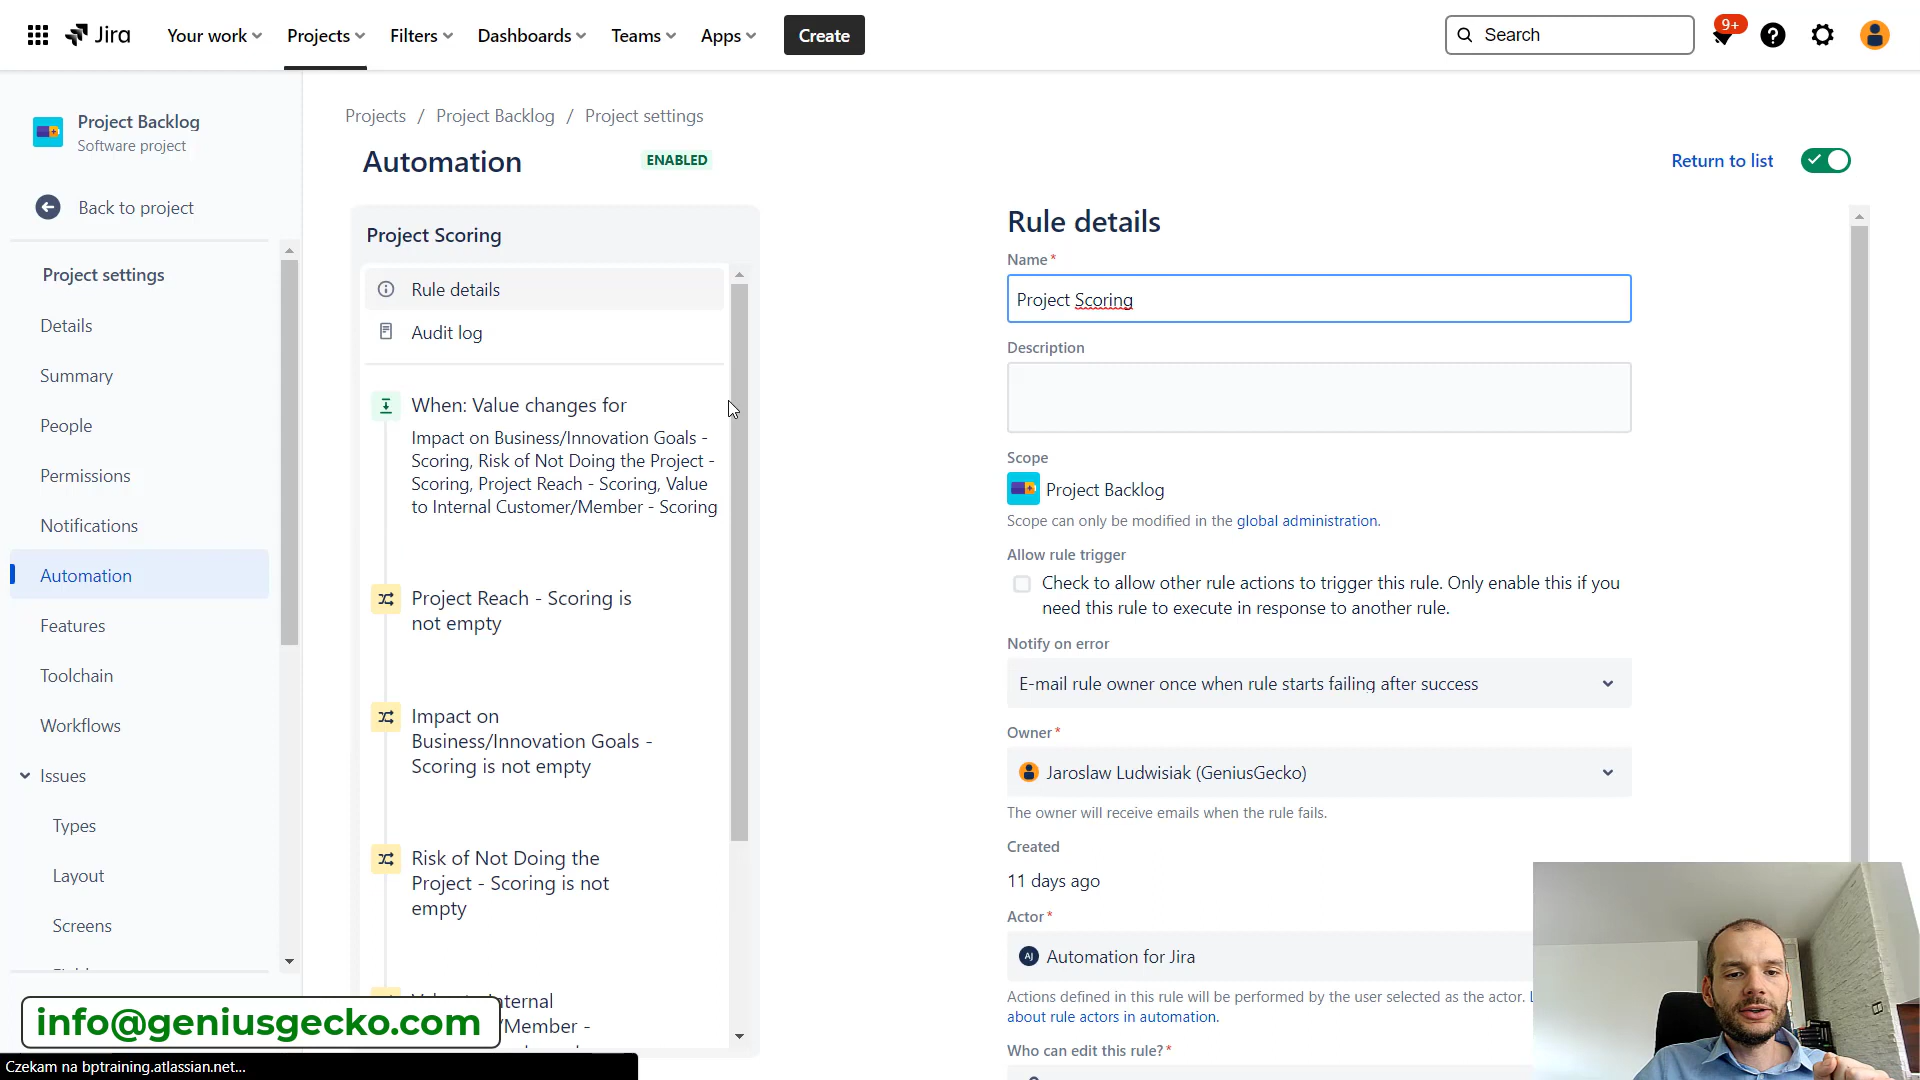 Jira
Your work
Projects
Filters
Dashboards
Teams
Apps
Create
Search
9+
Project Backlog
Software project
Back to project
Project settings
Details
Summary
People
Permissions
Notifications
Automation
Features
Toolchain
Workflows
Issues
Types
Layout
Screens
Projects / Project Backlog / Project settings
Automation
ENABLED
Return to list
Project Scoring
Rule details
Audit log
When: Value changes for
Impact on Business/Innovation Goals -
Scoring, Risk of Not Doing the Project -
Scoring, Project Reach - Scoring, Value
to Internal Customer/Member - Scoring
Project Reach - Scoring is
not empty
Impact on
Business/Innovation Goals -
Scoring is not empty
Risk of Not Doing the
Project - Scoring is not
empty
/Member -
Rule details
Name*
Project Scoring
Description
Scope
Project Backlog
Scope can only be modified in the global administration.
Allow rule trigger
Check to allow other rule actions to trigger this rule. Only enable this if you
need this rule to execute in response to another rule.
Notify on error
E-mail rule owner once when rule starts failing after success
Owner*
Jaroslaw Ludwisiak (GeniusGecko)
The owner will receive emails when the rule fails.
Created
11 days ago
Actor*
AJ Automation for Jira
Actions defined in this rule will be performed by the user selected as the actor.
about rule actors in automation.
Who can edit this rule?*
info@geniusgecko.com
Czekam na bptraining.atlassian.net...